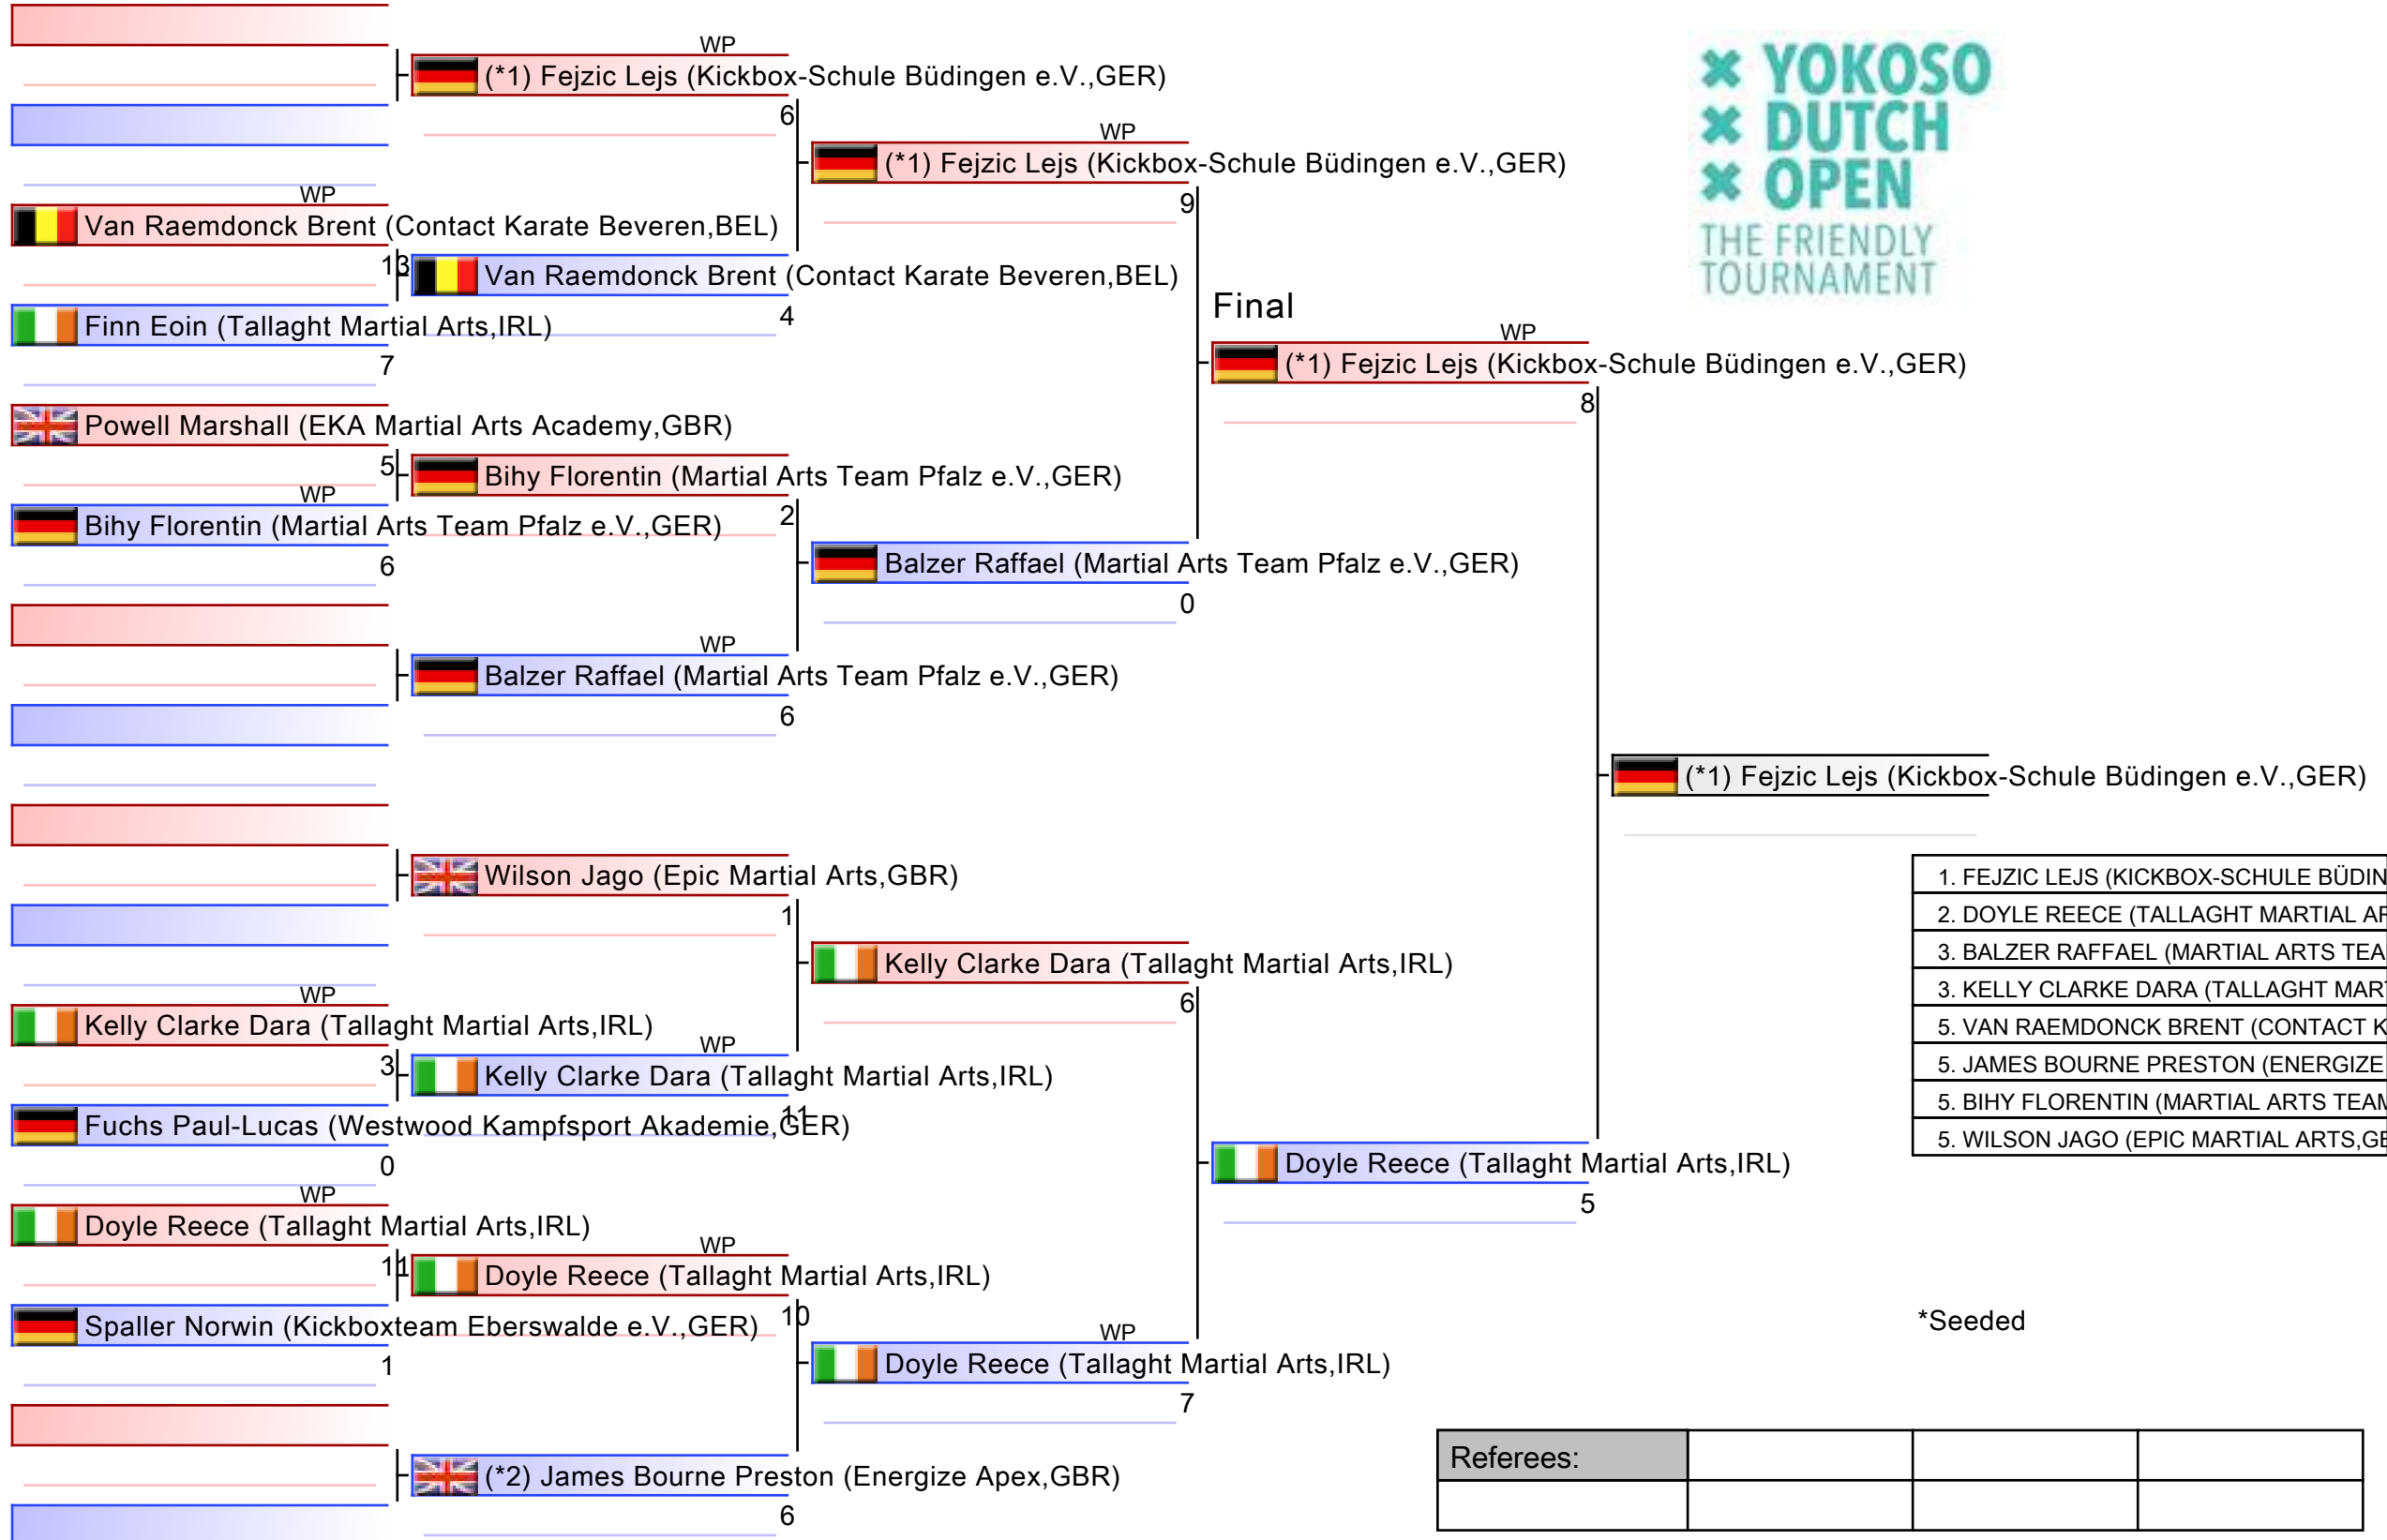 WP
(*1) Fejzic Lejs (Kickbox-Schule Büdingen e.V.,GER)
6
WP
Van Raemdonck Brent (Contact Karate Beveren,BEL)
13
Van Raemdonck Brent (Contact Karate Beveren,BEL)
4
Finn Eoin (Tallaght Martial Arts,IRL)
7
WP
(*1) Fejzic Lejs (Kickbox-Schule Büdingen e.V.,GER)
9
Powell Marshall (EKA Martial Arts Academy,GBR)
5
WP
Bihy Florentin (Martial Arts Team Pfalz e.V.,GER)
6
Bihy Florentin (Martial Arts Team Pfalz e.V.,GER)
2
Balzer Raffael (Martial Arts Team Pfalz e.V.,GER)
0
WP
Balzer Raffael (Martial Arts Team Pfalz e.V.,GER)
6
YOKOSO
DUTCH
OPEN
THE FRIENDLY
TOURNAMENT
Final
WP
(*1) Fejzic Lejs (Kickbox-Schule Büdingen e.V.,GER)
8
(*1) Fejzic Lejs (Kickbox-Schule Büdingen e.V.,GER)
Wilson Jago (Epic Martial Arts,GBR)
1
WP
Kelly Clarke Dara (Tallaght Martial Arts,IRL)
3
WP
Kelly Clarke Dara (Tallaght Martial Arts,IRL)
11
Fuchs Paul-Lucas (Westwood Kampfsport Akademie,GER)
0
Kelly Clarke Dara (Tallaght Martial Arts,IRL)
6
WP
Doyle Reece (Tallaght Martial Arts,IRL)
11
WP
Doyle Reece (Tallaght Martial Arts,IRL)
10
Spaller Norwin (Kickboxteam Eberswalde e.V.,GER)
1
WP
Doyle Reece (Tallaght Martial Arts,IRL)
7
(*2) James Bourne Preston (Energize Apex,GBR)
6
Doyle Reece (Tallaght Martial Arts,IRL)
5
1. FEJZIC LEJS (KICKBOX-SCHULE BÜDIN
2. DOYLE REECE (TALLAGHT MARTIAL AR
3. BALZER RAFFAEL (MARTIAL ARTS TEA
3. KELLY CLARKE DARA (TALLAGHT MART
5. VAN RAEMDONCK BRENT (CONTACT K
5. JAMES BOURNE PRESTON (ENERGIZE
5. BIHY FLORENTIN (MARTIAL ARTS TEAM
5. WILSON JAGO (EPIC MARTIAL ARTS,GB
*Seeded
Referees: